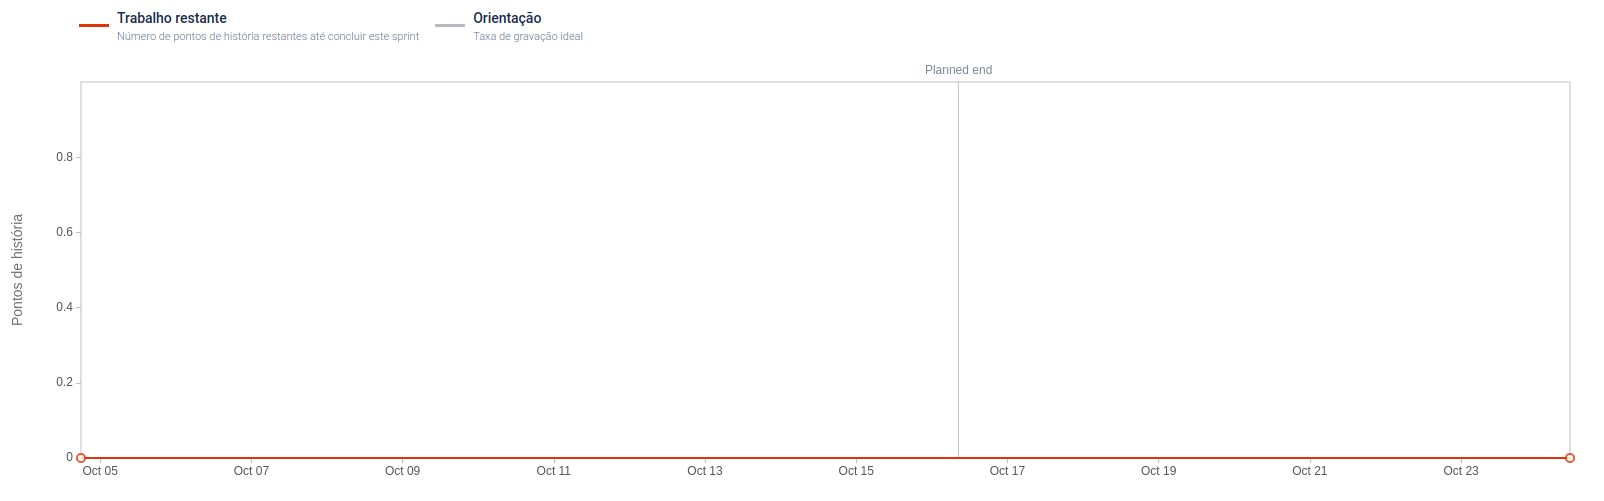 Trabalho restante
Número de pontos de história restantes até concluir este sprint
Orientação
Taxa de gravação ideal
Planned end
Pontos de história
0.8
0.6
0.4
0.2
0
Oct 05
Oct 07
Oct 09
Oct 11
Oct 13
Oct 15
Oct 17
Oct 19
Oct 21
Oct 23